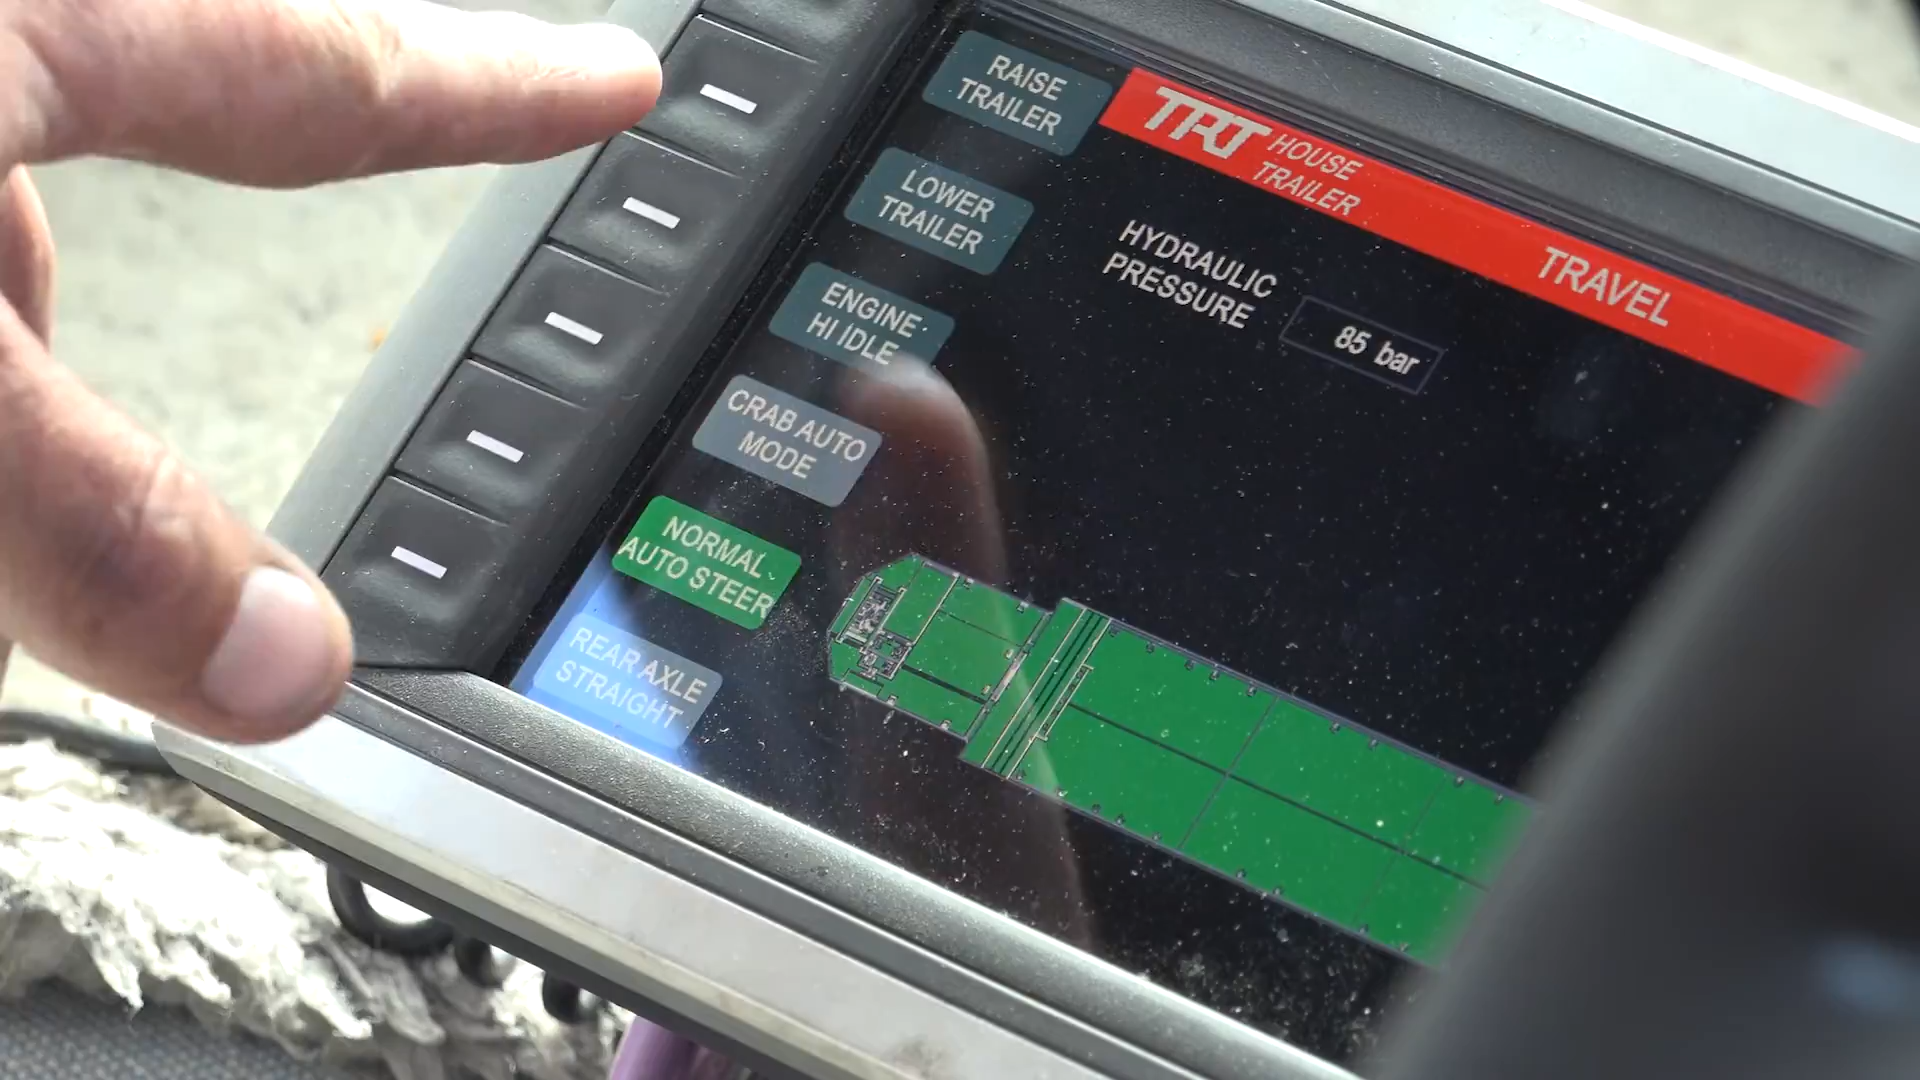 RAISE
TRAILER
LOWER
TRAILER
ENGINE
HI IDLE
CRAB AUTO
MODE
NORMAL
AUTO STEER
REAR AXLE
STRAIGHT
TRT HOUSE
TRAILER
TRAVEL
HYDRAULIC
PRESSURE
85 bar